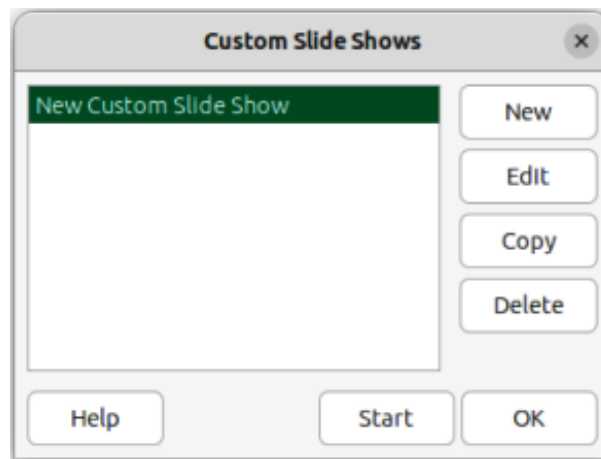 Custom Slide Shows
New Custom Slide Show
New
Edit
Copy
Delete
Help
Start
OK